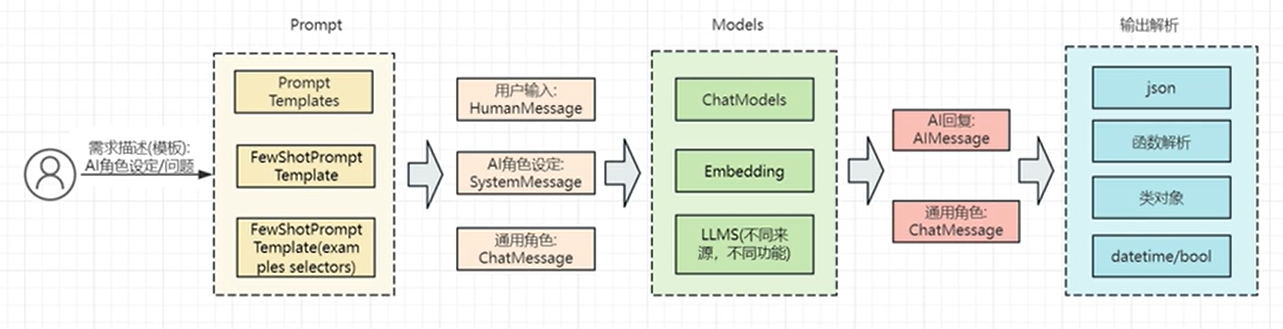 Prompt
Models
输出解析
需求描述(模板):
AI角色设定/问题
Prompt
Templates
FewShotPrompt
Template
FewShotPrompt
Template(exam
ples selectors)
用户输入:
HumanMessage
AI角色设定:
SystemMessage
通用角色:
ChatMessage
ChatModels
Embedding
LLMS(不同来
源，不同功能)
AI回复:
AIMessage
通用角色:
ChatMessage
json
函数解析
类对象
datetime/bool